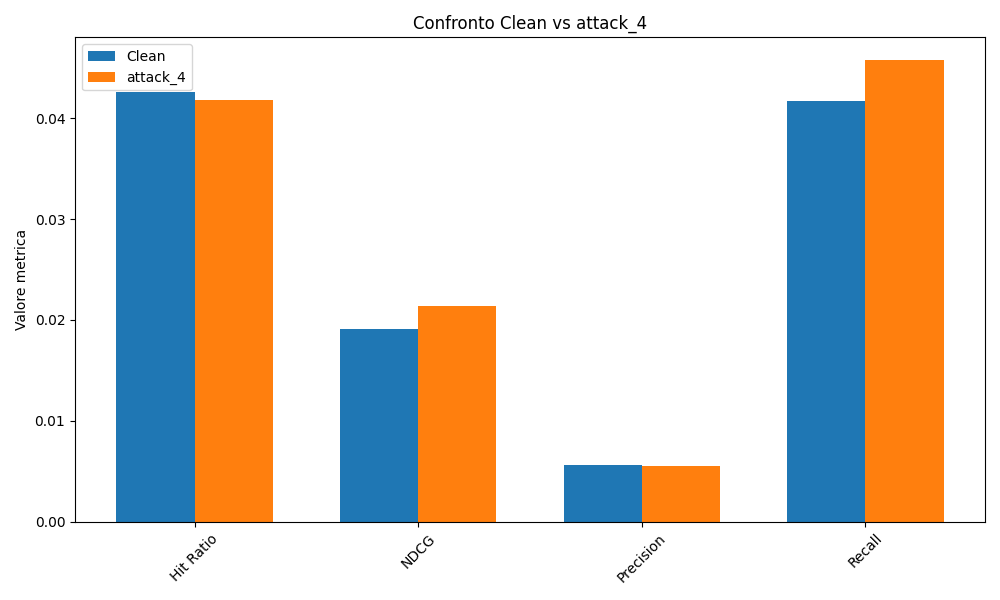 Confronto Clean vs attack_4
Clean
attack_4
Valore metrica
0.04
0.03
0.02
0.01
0.00
Hit Ratio
NDCG
Precision
Recall